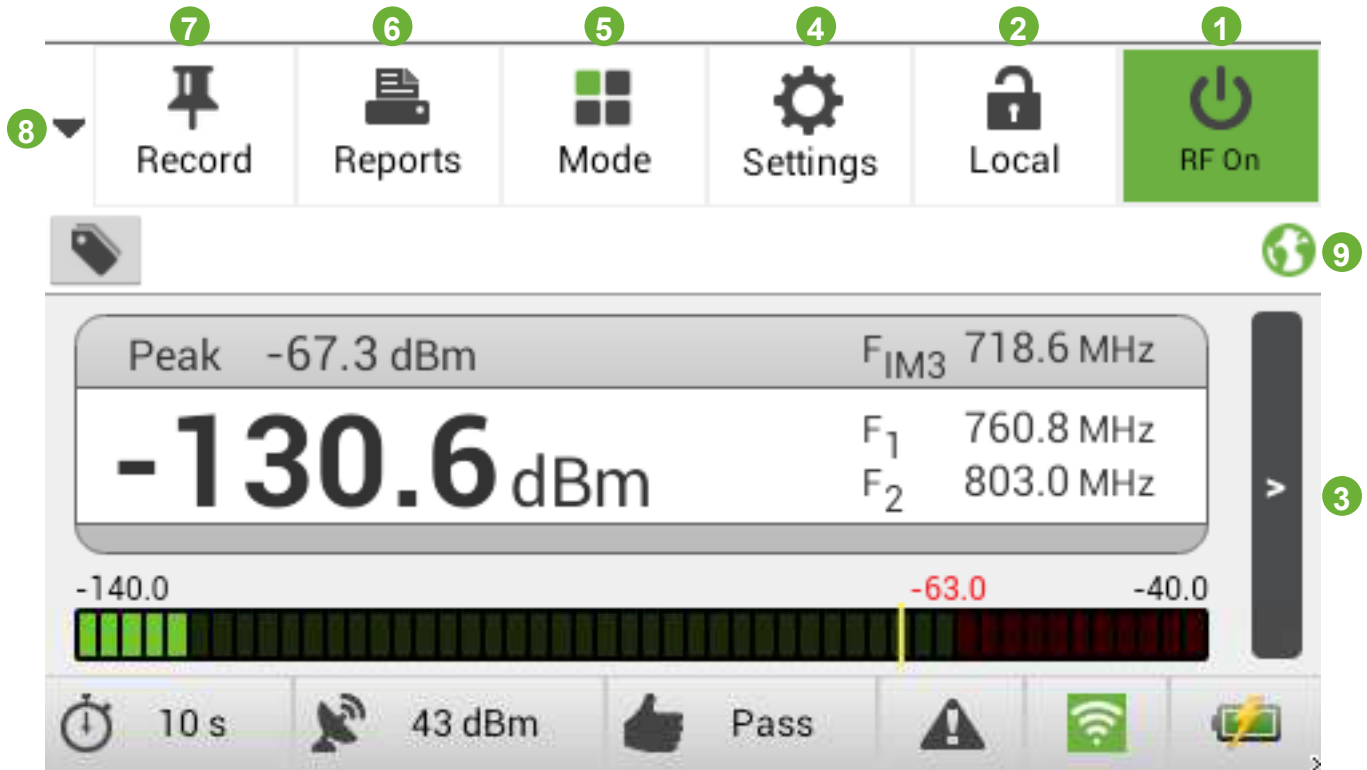 7 6 5 4 2 1
8
Record Reports Mode Settings Local RF On
9
Peak -67.3 dBm F_IM3 718.6 MHz
-130.6 dBm
F1 760.8 MHz
F2 803.0 MHz
>
3
-140.0 -63.0 -40.0
10 s 43 dBm Pass